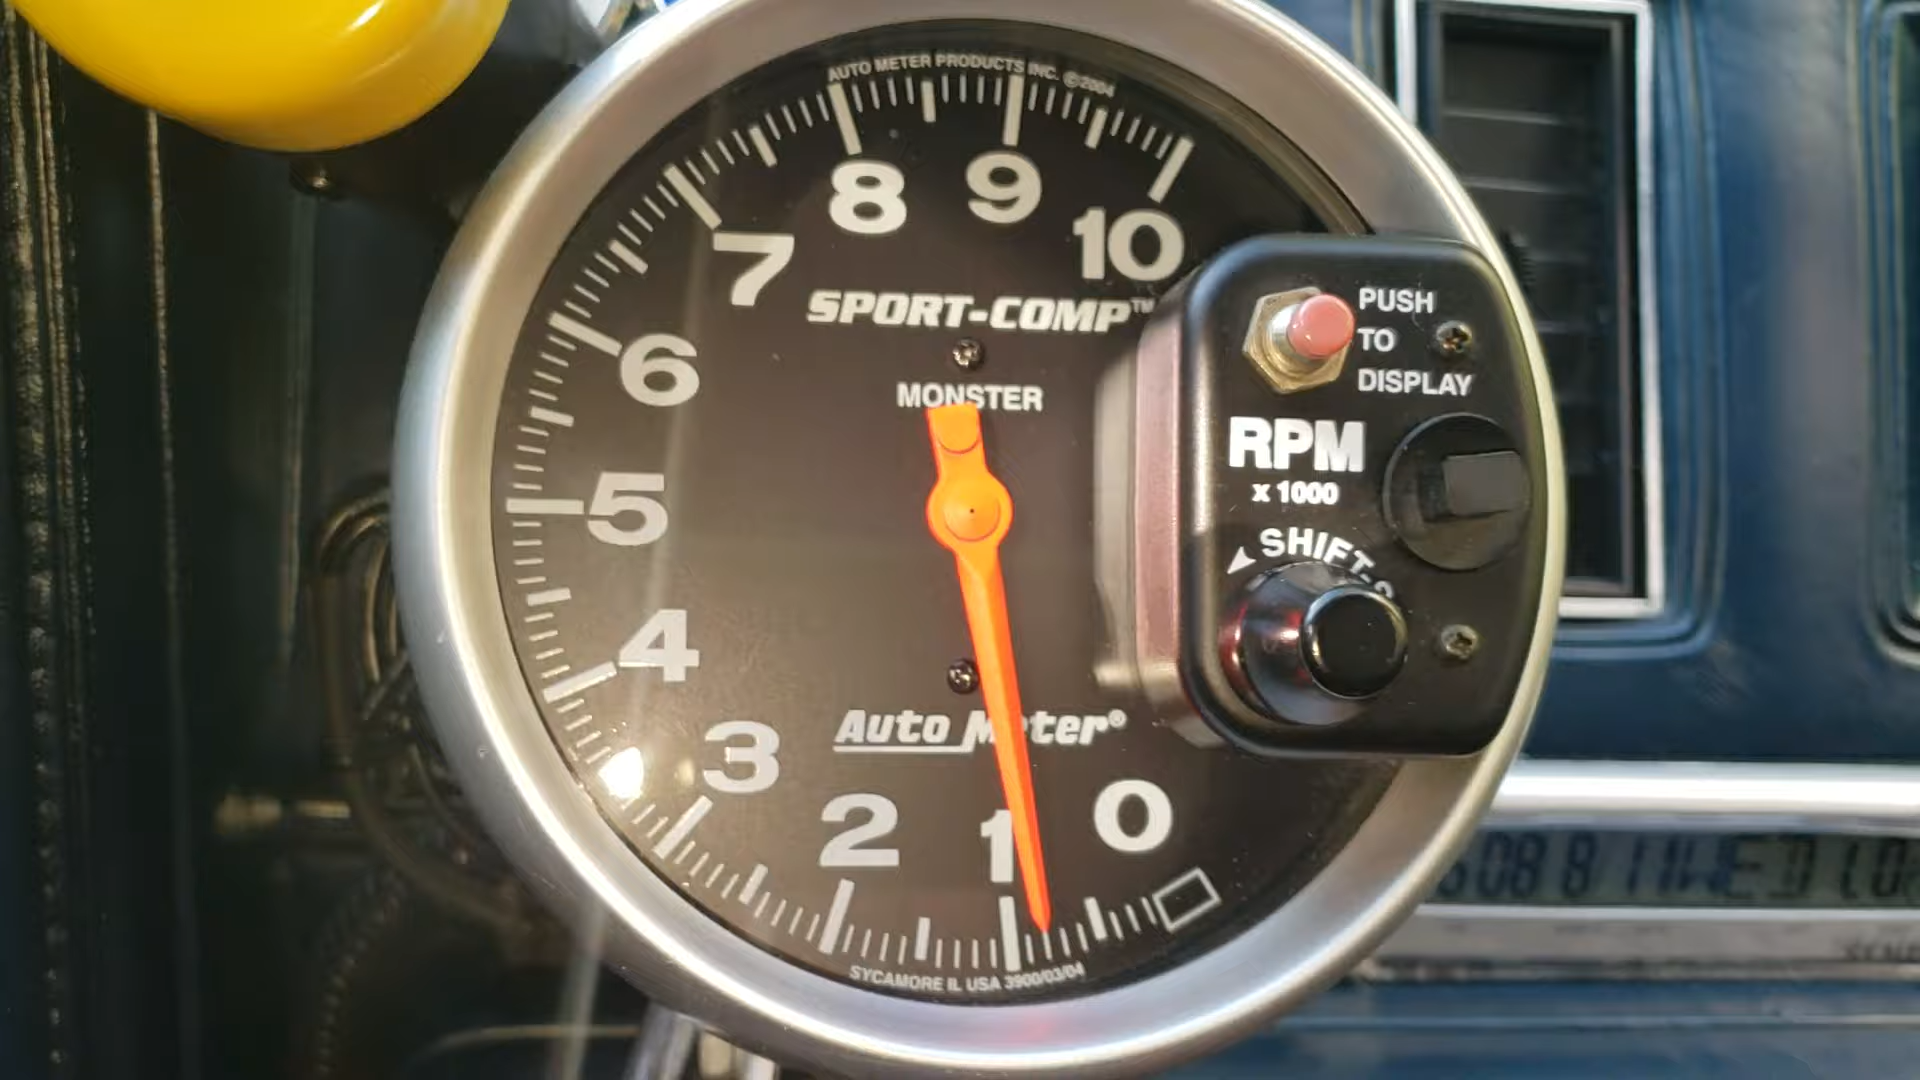 AUTO METER PRODUCTS INC. ©2004
8
9
7
10
SPORT-COMP™
6
MONSTER
PUSH
TO
DISPLAY
RPM
x 1000
5
SHIFT-
4
Auto Meter®
3
2
1
0
SYCAMORE IL USA 3900/03/04